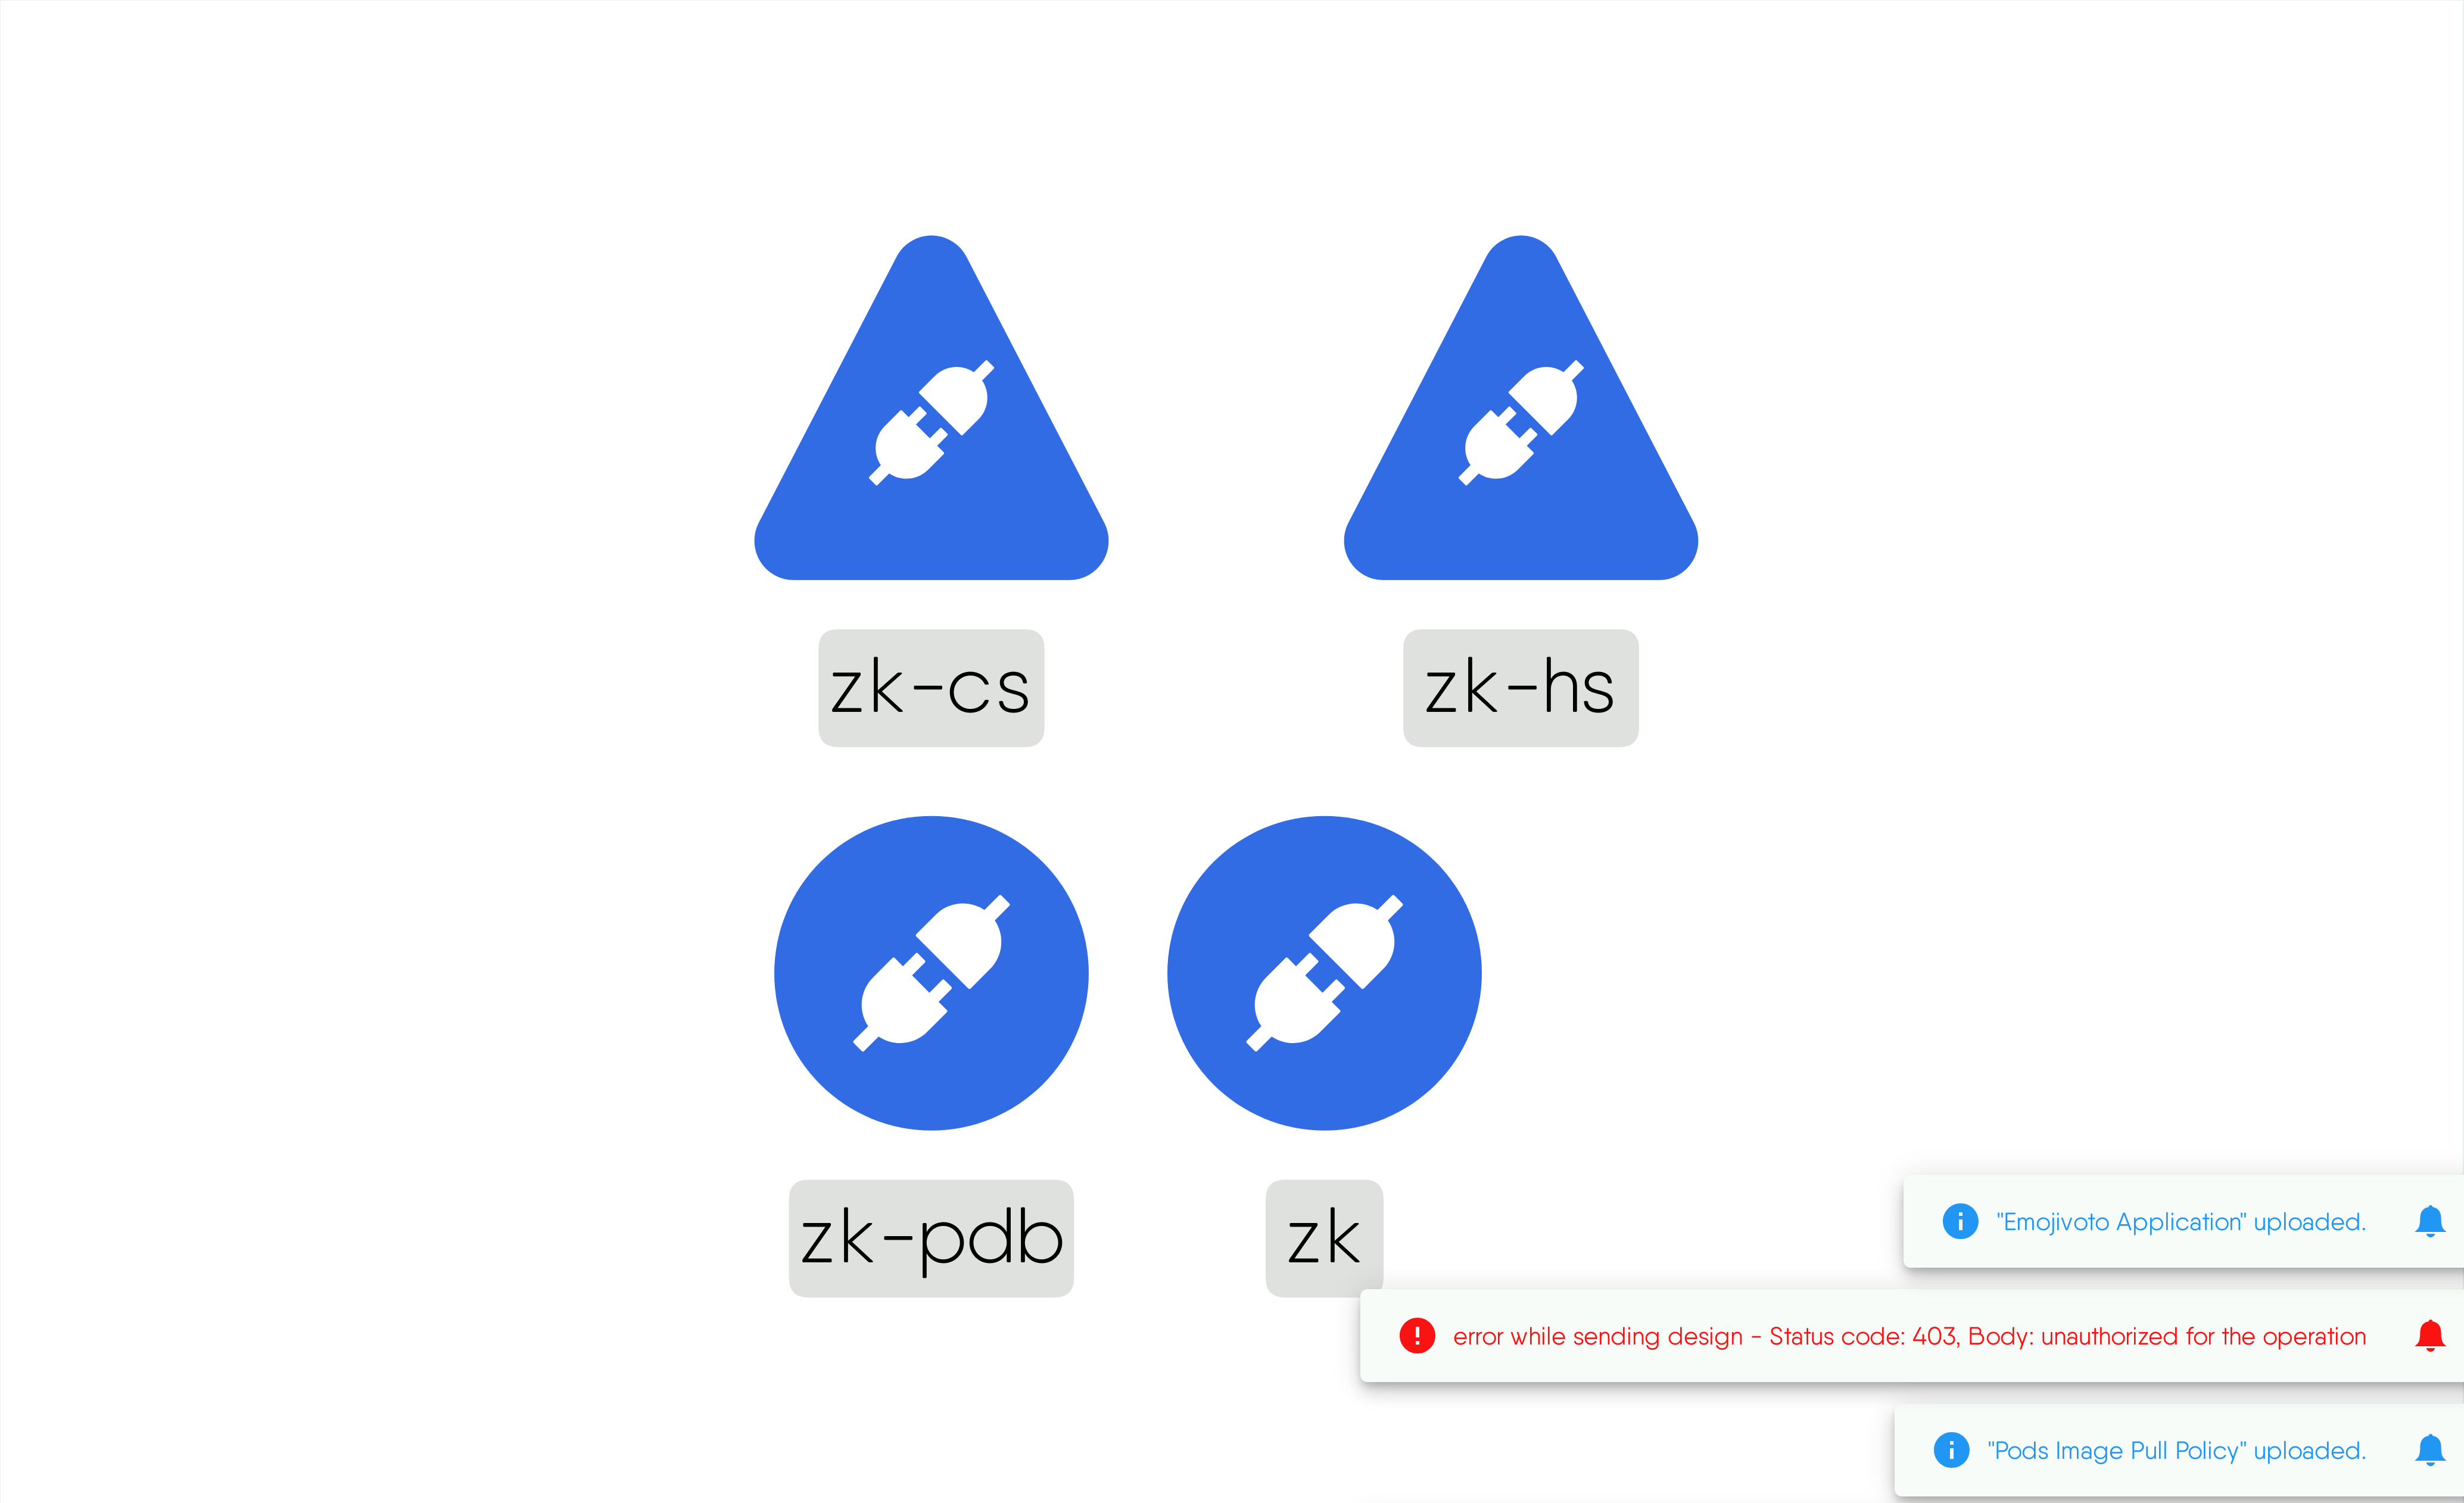 zk-cs
zk-hs
zk-pdb
zk
"Emojivoto Application" uploaded.
error while sending design - Status code: 403, Body: unauthorized for the operation
"Pods Image Pull Policy" uploaded.